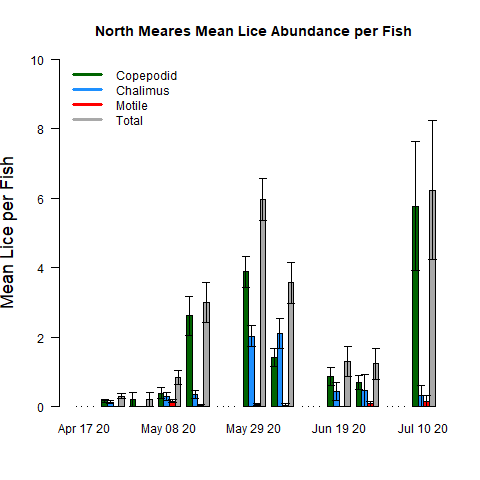 North Meares Mean Lice Abundance per Fish
Mean Lice per Fish
10
8
6
4
2
0
Copepodid
Chalimus
Motile
Total
Apr 17 20
May 08 20
May 29 20
Jun 19 20
Jul 10 20